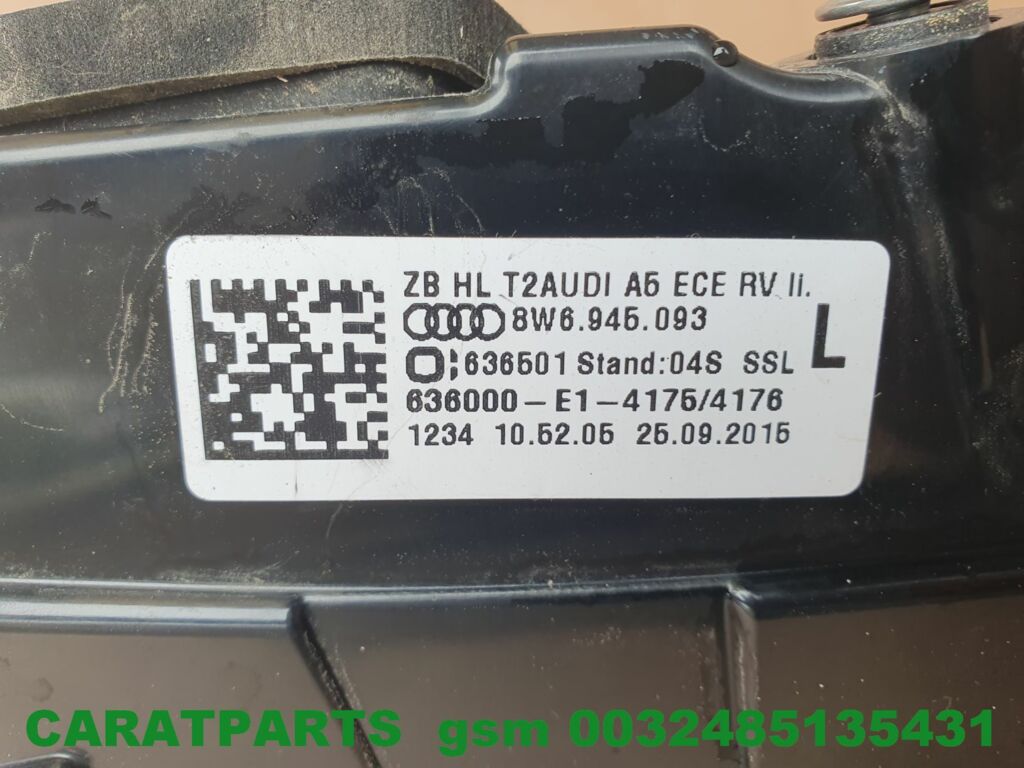 ZB HL T2AUDI A5 ECE RV li.
8W6.945.093
L
636501 Stand:04S SSL
636000-E1-4175/4176
1234 10.52.05 25.09.2015
CARATPARTS gsm 0032485135431